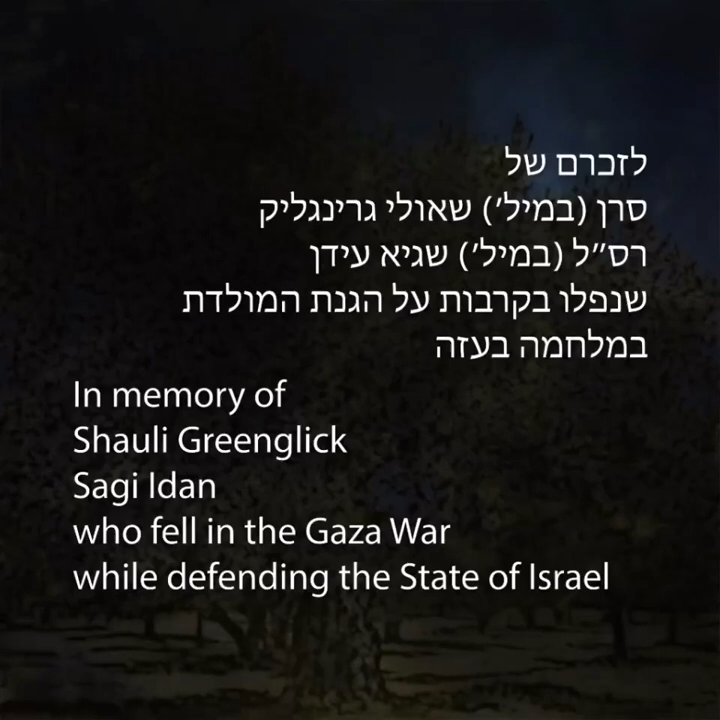 לזכרם של
סרן (במיל׳) שאולי גרינגליק
רס״ל (במיל׳) שגיא עידן
שנפלו בקרבות על הגנת המולדת
במלחמה בעזה
In memory of
Shauli Greenglick
Sagi Idan
who fell in the Gaza War
while defending the State of Israel